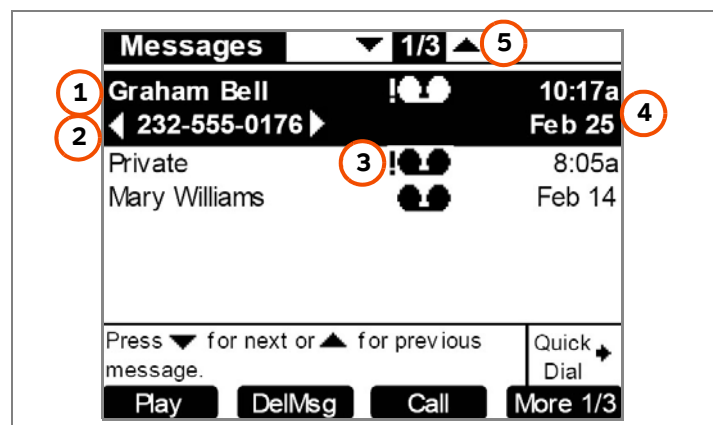 Messages ▼ 1/3 ▲ 5
1 Graham Bell ! 10:17a
2 ◀ 232-555-0176 ▶ Feb 25 4
Private 3 ! 8:05a
Mary Williams Feb 14
Press ▼ for next or ▲ for previous
message.
Quick
Dial
Play DelMsg Call More 1/3